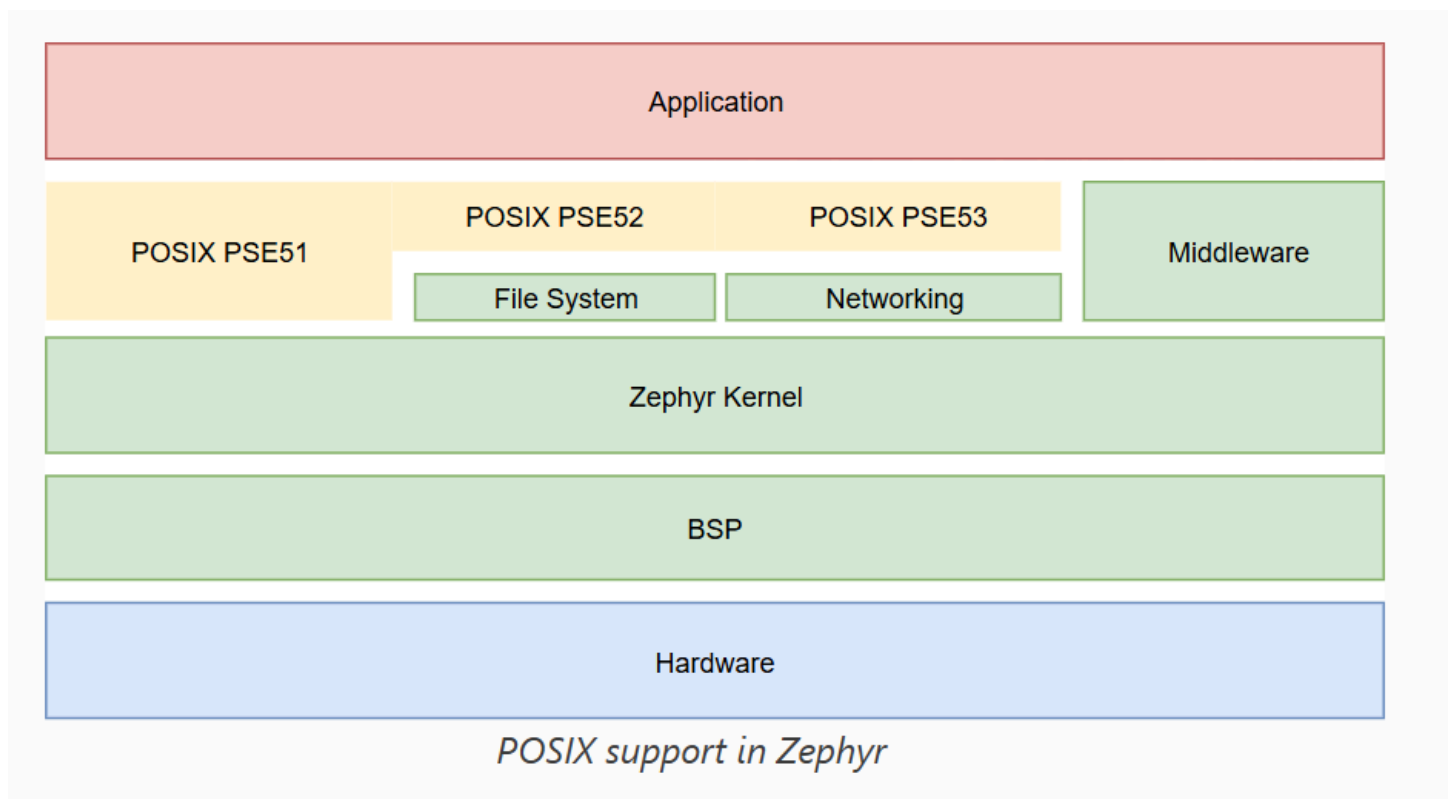 Application
POSIX PSE51
POSIX PSE52
POSIX PSE53
Middleware
File System
Networking
Zephyr Kernel
BSP
Hardware
POSIX support in Zephyr